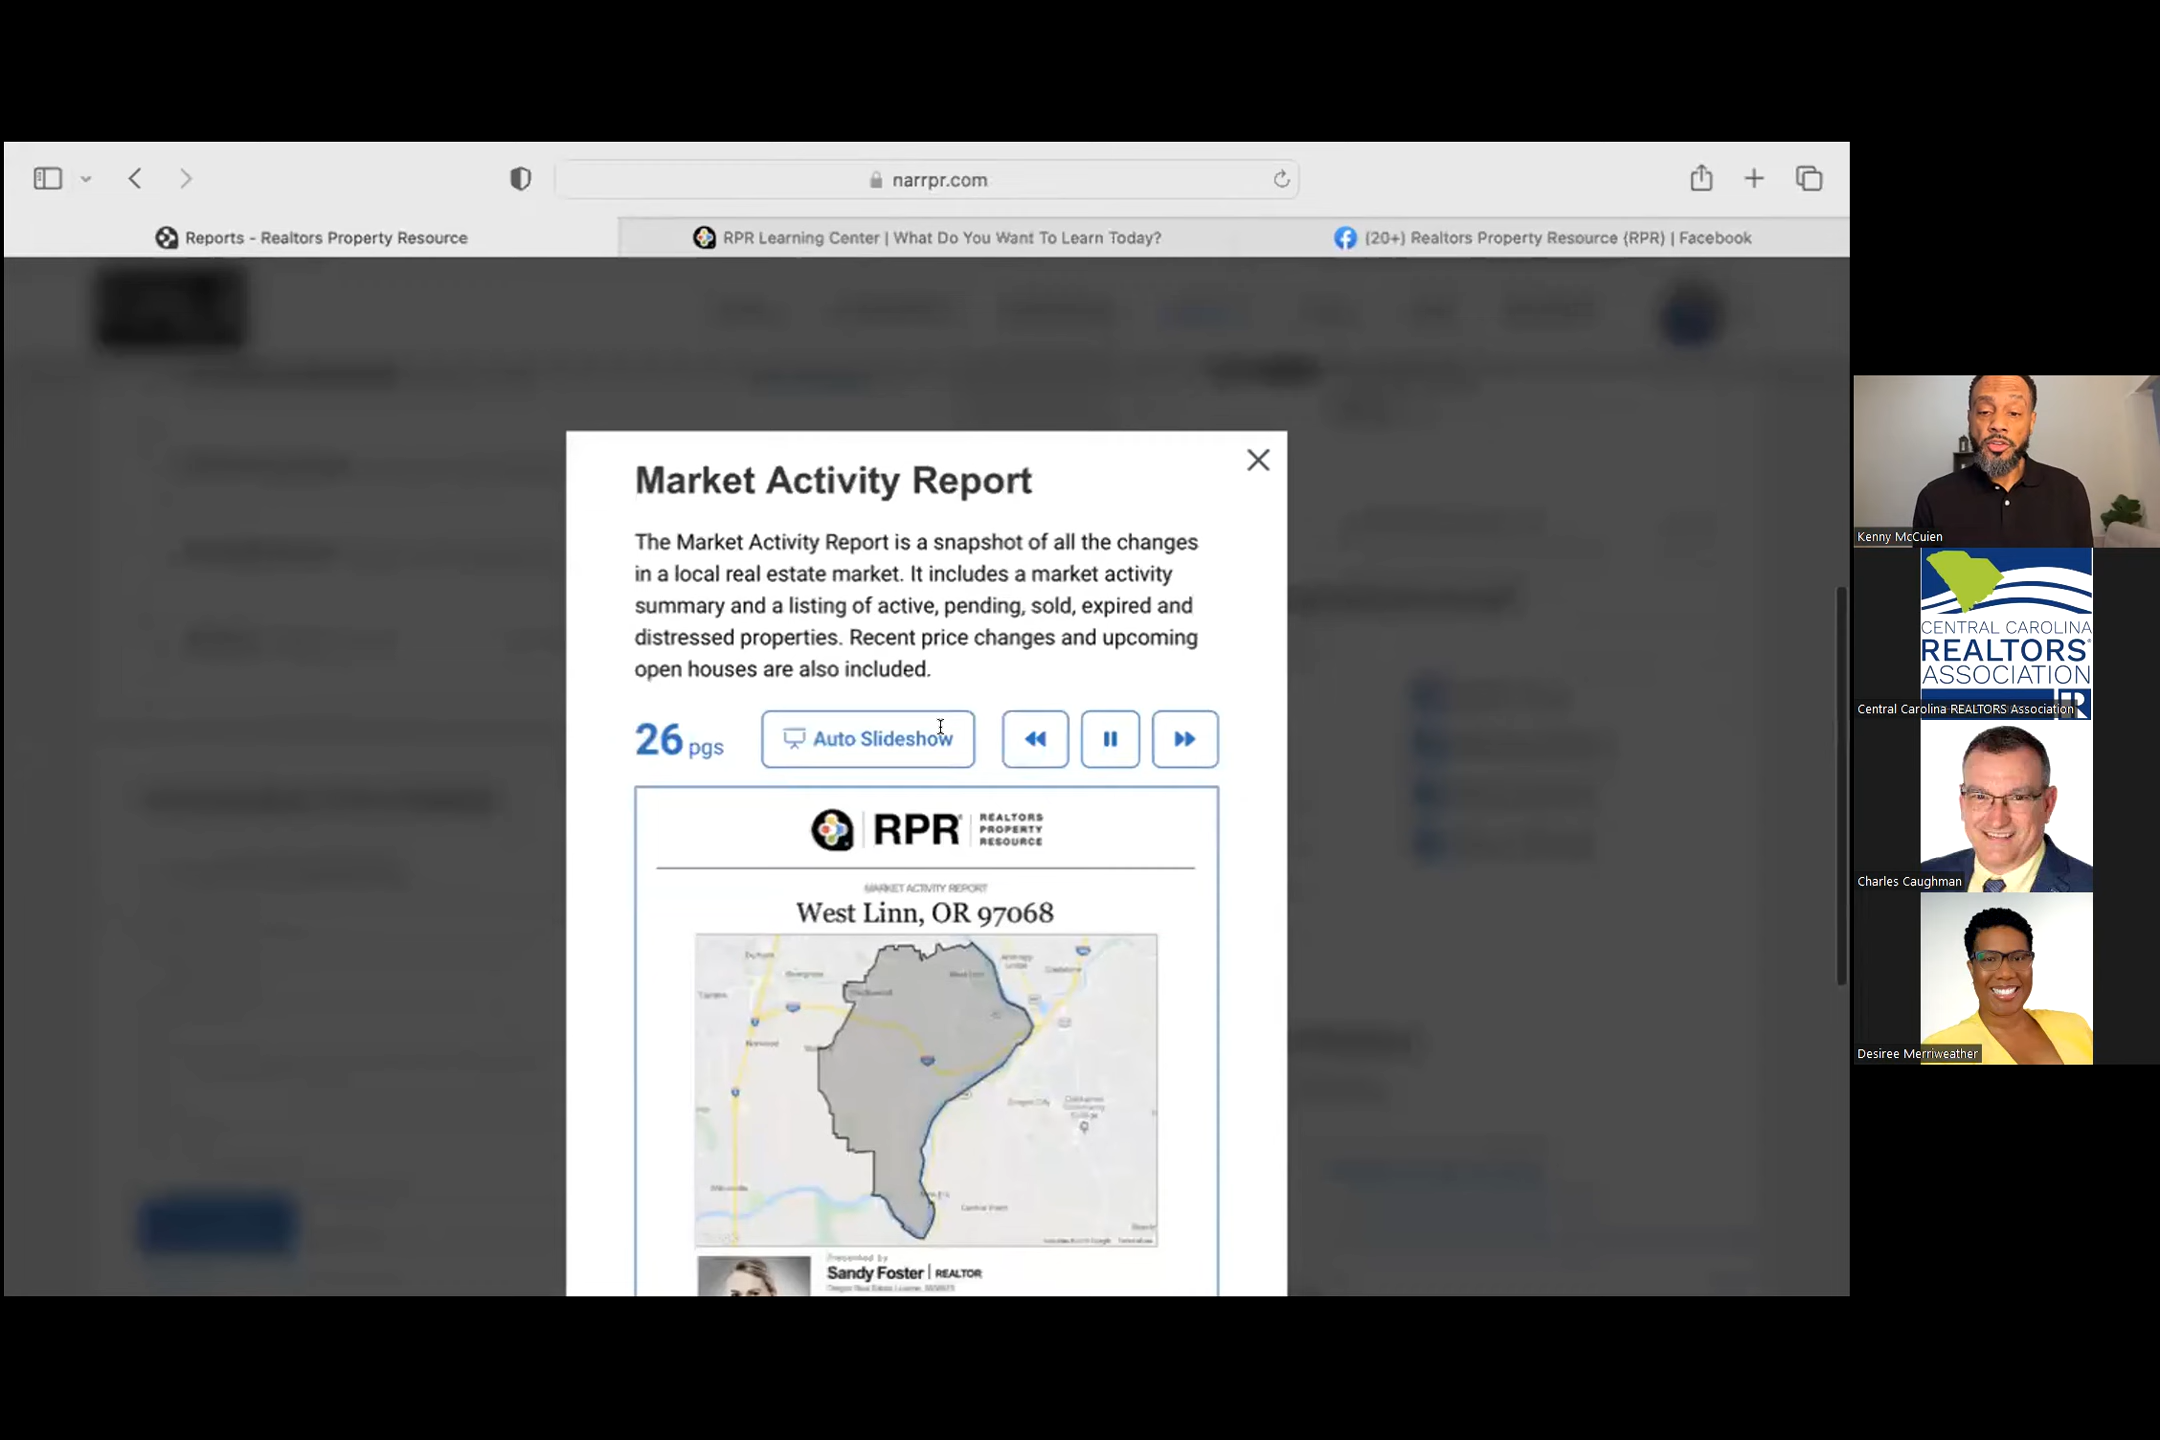 narrpr.com
Reports - Realtors Property Resource
RPR Learning Center | What Do You Want To Learn Today?
(20+) Realtors Property Resource (RPR) | Facebook
Market Activity Report
The Market Activity Report is a snapshot of all the changes
in a local real estate market. It includes a market activity
summary and a listing of active, pending, sold, expired and
distressed properties. Recent price changes and upcoming
open houses are also included.
26 pgs
Auto Slideshow
RPR
REALTORS
PROPERTY
RESOURCE
MARKET ACTIVITY REPORT
West Linn, OR 97068
Oregon City
Presented by
Sandy Foster | REALTOR
Kenny McCuien
CENTRAL CAROLINA
REALTORS®
ASSOCIATION
Central Carolina REALTORS Association
Charles Caughman
Desiree Merriweather